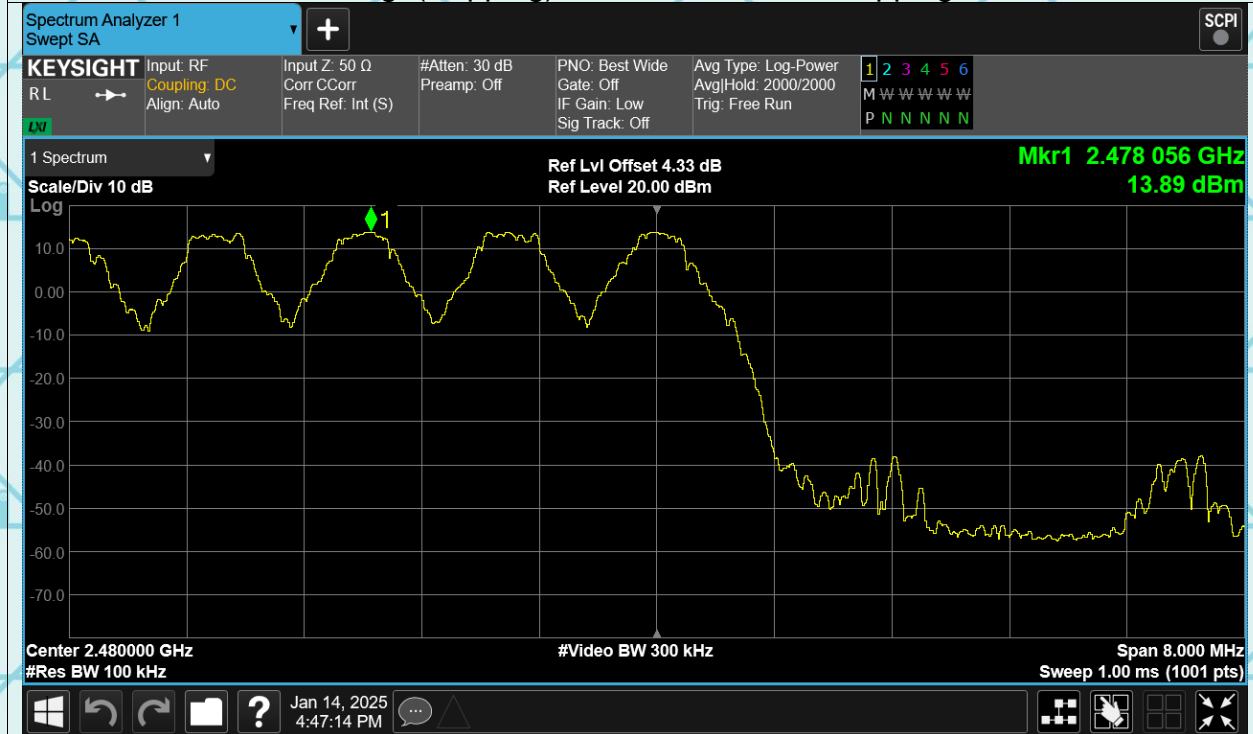 Spectrum Analyzer 1
Swept SA
+
SCPI
KEYSIGHT
R L
LXI
Input: RF
Coupling: DC
Align: Auto
Input Z: 50 Ω
Corr CCorr
Freq Ref: Int (S)
#Atten: 30 dB
Preamp: Off
PNO: Best Wide
Gate: Off
IF Gain: Low
Sig Track: Off
Avg Type: Log-Power
Avg|Hold: 2000/2000
Trig: Free Run
1 2 3 4 5 6
M W W W W W
P N N N N N
1 Spectrum
Scale/Div 10 dB
Log
Ref Lvl Offset 4.33 dB
Ref Level 20.00 dBm
Mkr1 2.478 056 GHz
13.89 dBm
1
10.0
0.00
-10.0
-20.0
-30.0
-40.0
-50.0
-60.0
-70.0
Center 2.480000 GHz
#Video BW 300 kHz
Span 8.000 MHz
#Res BW 100 kHz
Sweep 1.00 ms (1001 pts)
?
Jan 14, 2025
4:47:14 PM